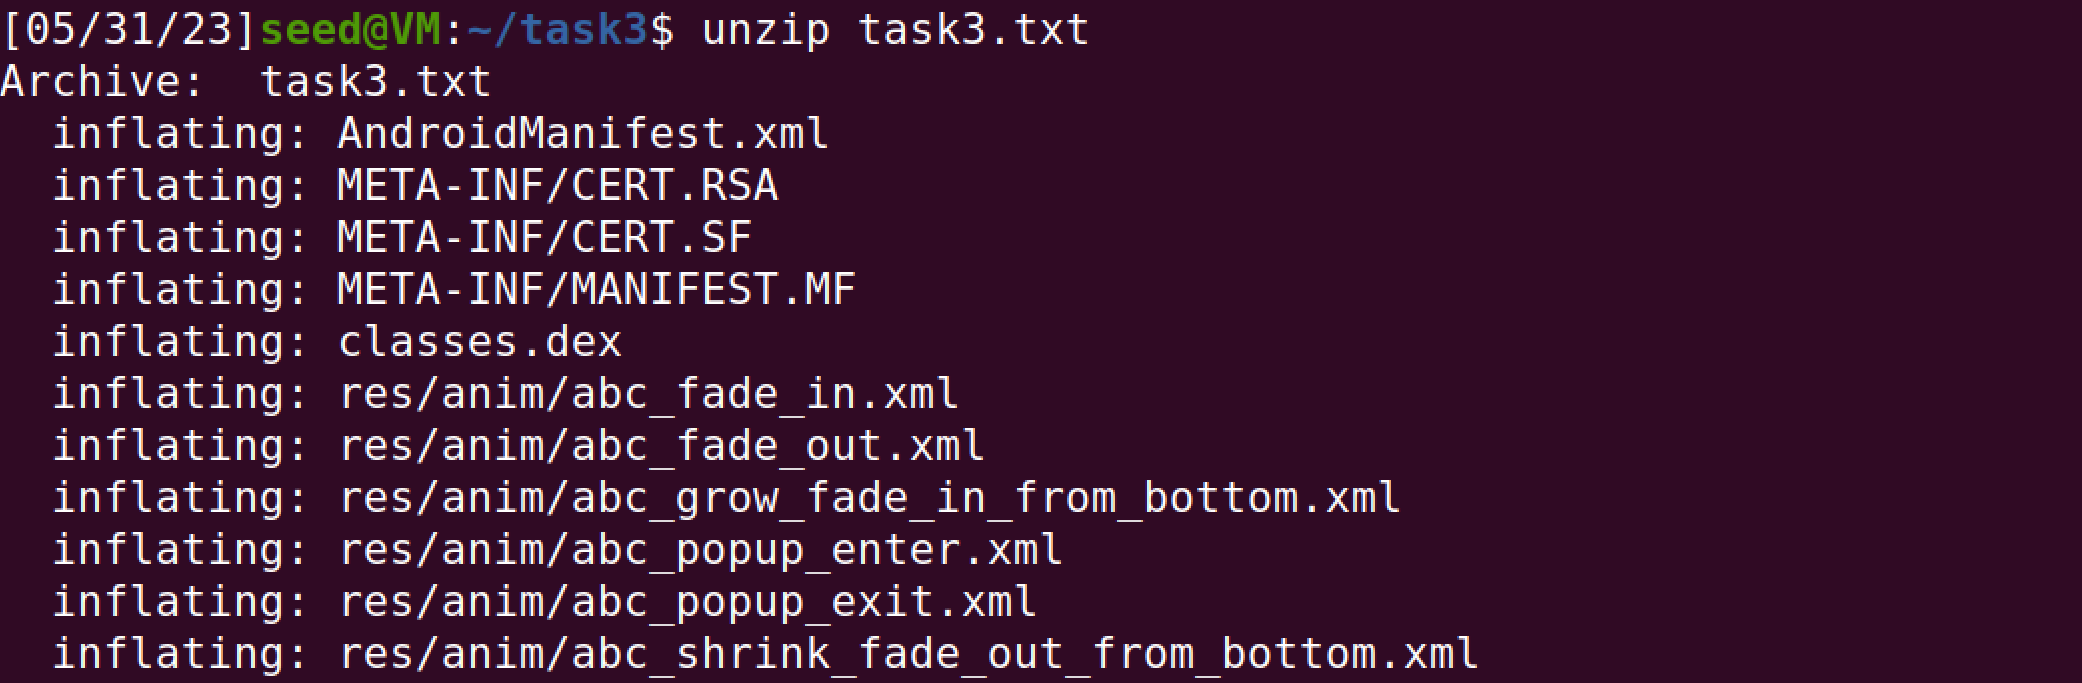 [05/31/23]seed@VM:~/task3$ unzip task3.txt
Archive:  task3.txt
  inflating: AndroidManifest.xml
  inflating: META-INF/CERT.RSA
  inflating: META-INF/CERT.SF
  inflating: META-INF/MANIFEST.MF
  inflating: classes.dex
  inflating: res/anim/abc_fade_in.xml
  inflating: res/anim/abc_fade_out.xml
  inflating: res/anim/abc_grow_fade_in_from_bottom.xml
  inflating: res/anim/abc_popup_enter.xml
  inflating: res/anim/abc_popup_exit.xml
  inflating: res/anim/abc_shrink_fade_out_from_bottom.xml